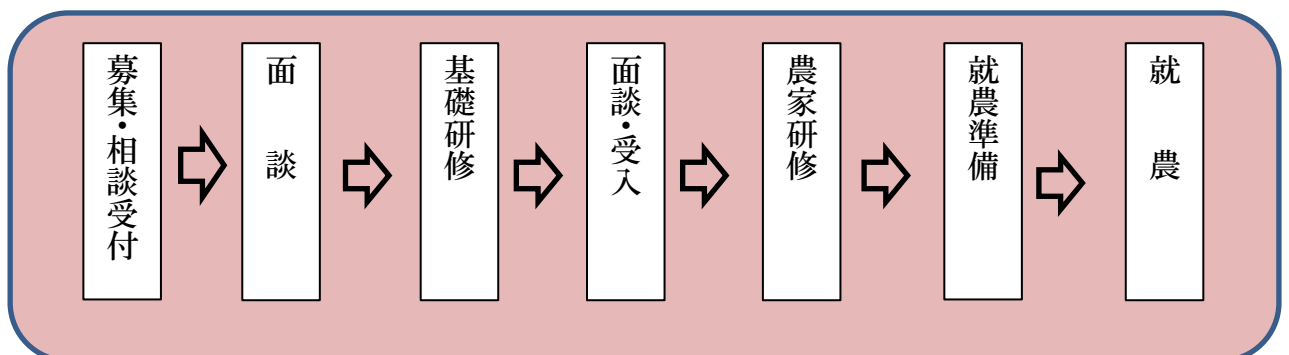 募集・相談受付
面談
基礎研修
面談・受入
農家研修
就農準備
就農